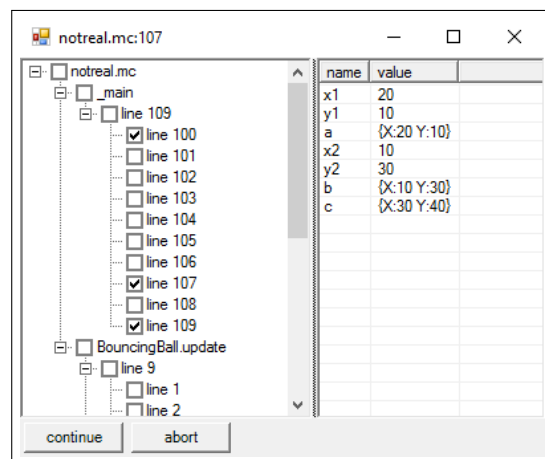 notreal.mc:107
notreal.mc
_main
line 109
line 100
line 101
line 102
line 103
line 104
line 105
line 106
line 107
line 108
line 109
BouncingBall.update
line 9
line 1
line 2
name value
x1 20
y1 10
a {X:20 Y:10}
x2 10
y2 30
b {X:10 Y:30}
c {X:30 Y:40}
continue abort